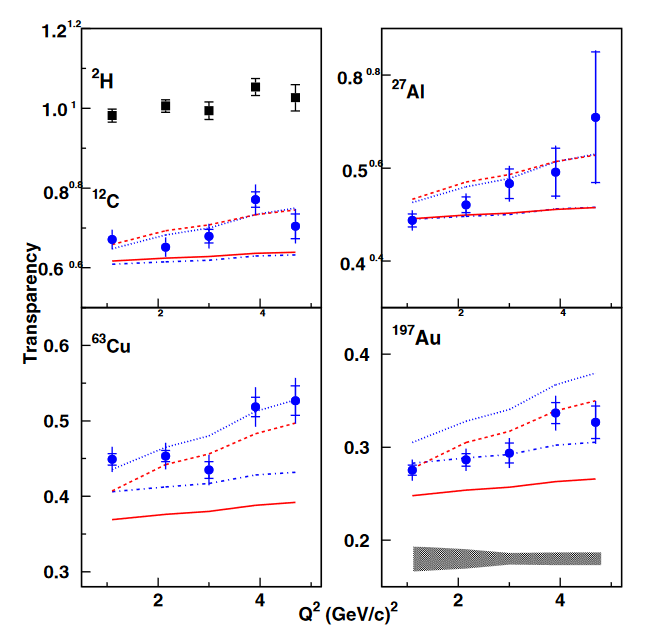 1.2 1.2
²H
1.0 1
0.8 0.8
¹²C
0.6 0.6
2 4
0.8 0.8
²⁷Al
0.5 0.6
0.4 0.4
2 4
Transparency
⁶³Cu
0.6
0.5
0.4
0.3
2 4
¹⁹⁷Au
0.4
0.3
0.2
2 4
Q² (GeV/c)²